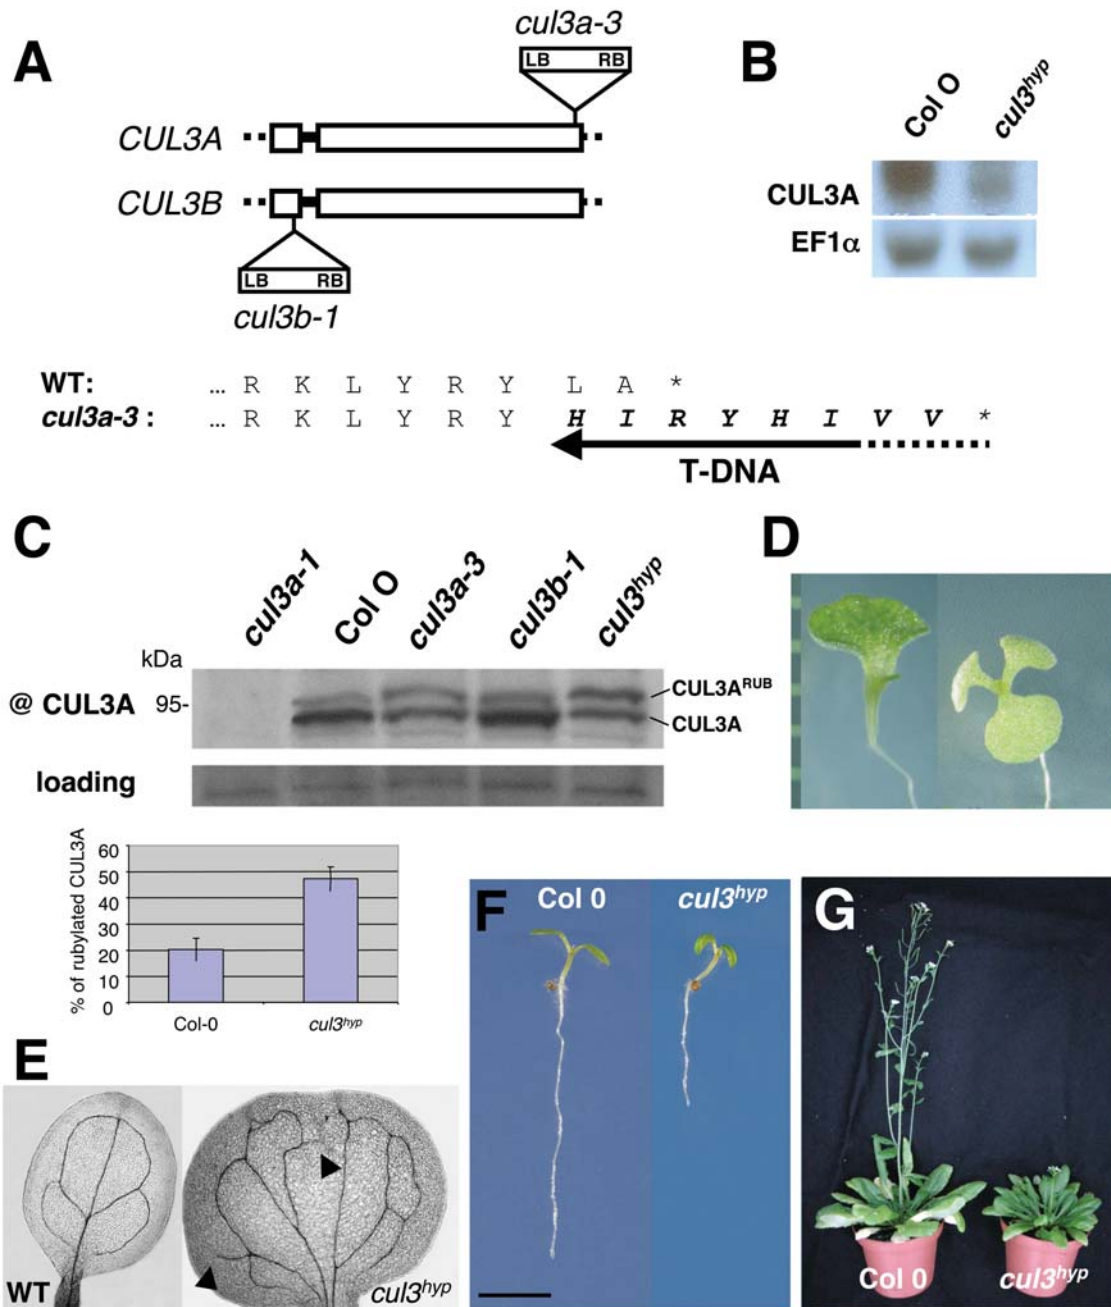 A
cul3a-3
LB RB
CUL3A
CUL3B
LB RB
cul3b-1
B
Col O
cul3hyp
CUL3A
EF1α
WT: ... R K L Y R Y L A *
cul3a-3 : ... R K L Y R Y H I R Y H I V V *
T-DNA
C
cul3a-1
Col O
cul3a-3
cul3b-1
cul3hyp
kDa
@ CUL3A
95-
CUL3ARUB
CUL3A
loading
% of rubylated CUL3A
60
50
40
30
20
10
0
Col-0
cul3hyp
D
E
WT
cul3hyp
F
Col 0
cul3hyp
G
Col 0
cul3hyp